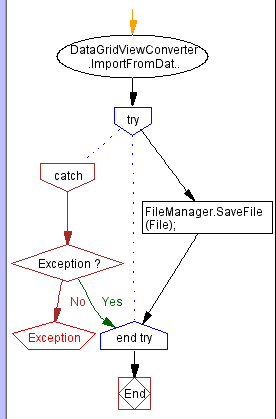 DataGridViewConverter
.ImportFromDat..
try
catch
FileManager.SaveFile
(File);
Exception ?
No
Yes
Exception
end try
End